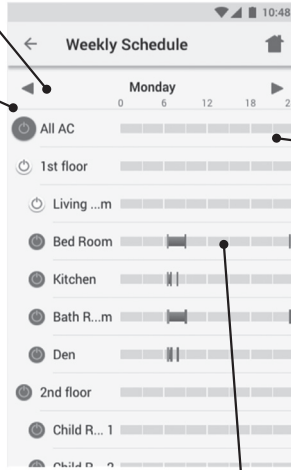 10:48
Weekly Schedule
Monday
0 6 12 18
All AC
1st floor
Living ...m
Bed Room
Kitchen
Bath R...m
Den
2nd floor
Child R... 1